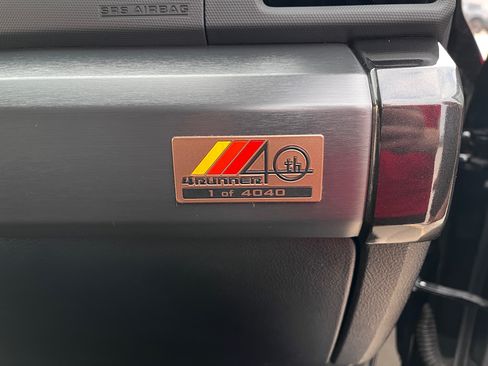 SRS AIRBAG
40th
4RUNNER
1 of 4040